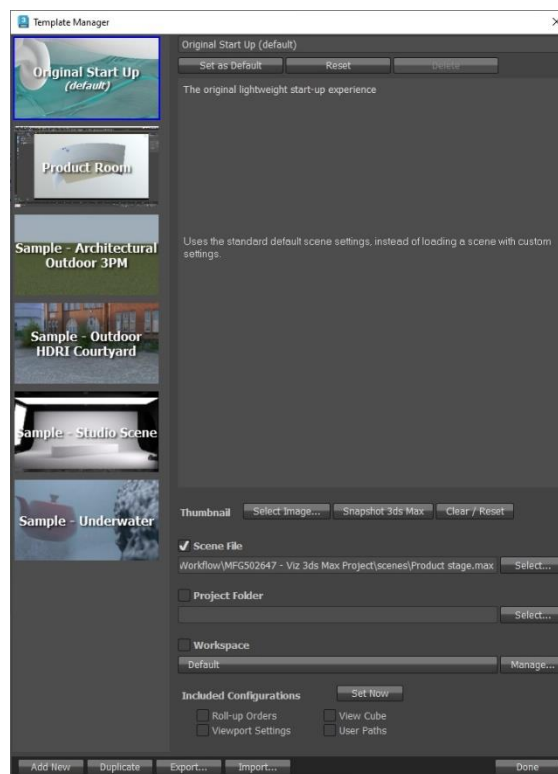 Template Manager
Original Start Up
(default)
Product Room
Sample - Architectural
Outdoor 3PM
Sample - Outdoor
HDRI Courtyard
Sample - Studio Scene
Sample - Underwater
Original Start Up (default)
Set as Default Reset Delete
The original lightweight start-up experience
Uses the standard default scene settings, instead of loading a scene with custom
settings.
Thumbnail Select Image... Snapshot 3ds Max Clear / Reset
Scene File
Workflow\MFG502647 - Viz 3ds Max Project\scenes\Product stage.max Select...
Project Folder
Select...
Workspace
Default Manage...
Included Configurations Set Now
Roll-up Orders View Cube
Viewport Settings User Paths
Add New Duplicate Export... Import... Done